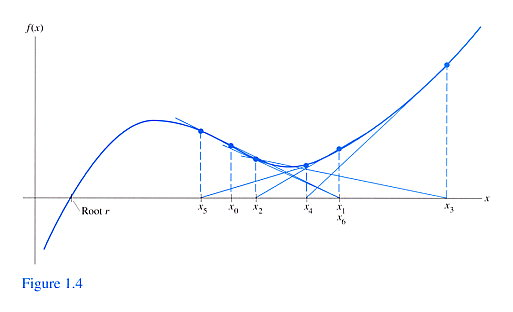 f(x)
x
Root r
x₅ x₀ x₂ x₄ x₁ x₃
x₆
Figure 1.4